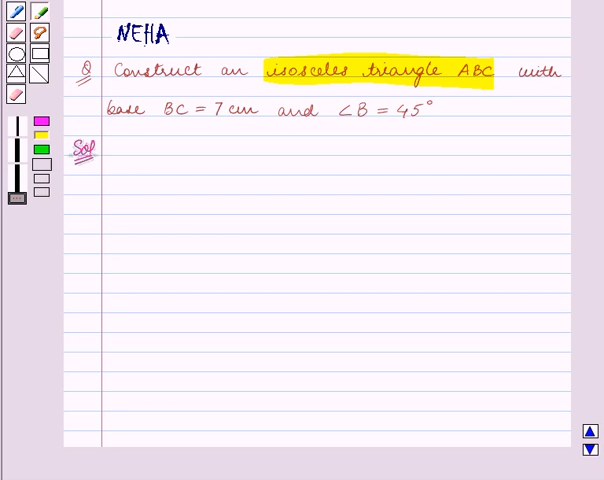 NEHA
Q Construct an isosceles triangle ABC with
base BC = 7 cm and ∠B = 45°
Sol